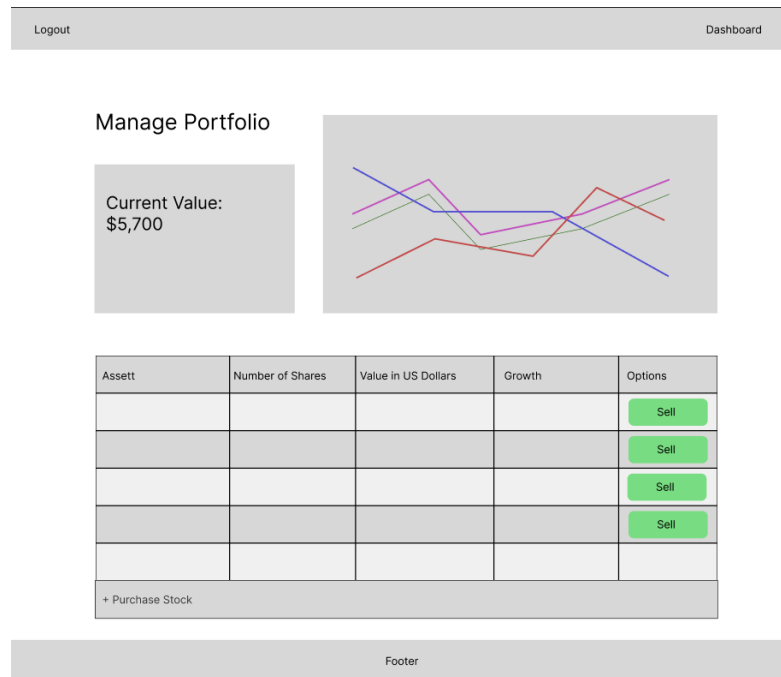 Logout
Dashboard
Manage Portfolio
Current Value:
$5,700
Assett
Number of Shares
Value in US Dollars
Growth
Options
Sell
Sell
Sell
Sell
+ Purchase Stock
Footer